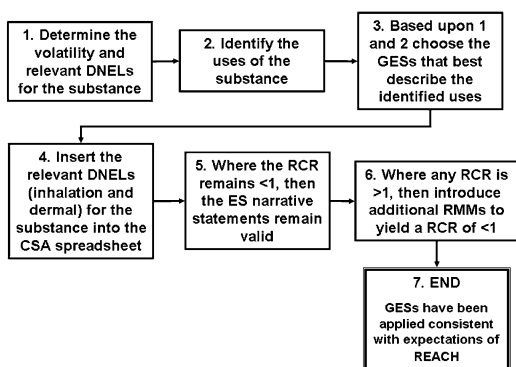 1. Determine the
volatility and
relevant DNELs
for the substance
2. Identify the
uses of the
substance
3. Based upon 1
and 2 choose the
GESs that best
describe the
identified uses
4. Insert the
relevant DNELs
(inhalation and
dermal) for the
substance into the
CSA spreadsheet
5. Where the RCR
remains <1, then
the ES narrative
statements remain
valid
6. Where any RCR is
>1, then introduce
additional RMMs to
yield a RCR of <1
7. END
GESs have been
applied consistent
with expectations of
REACH